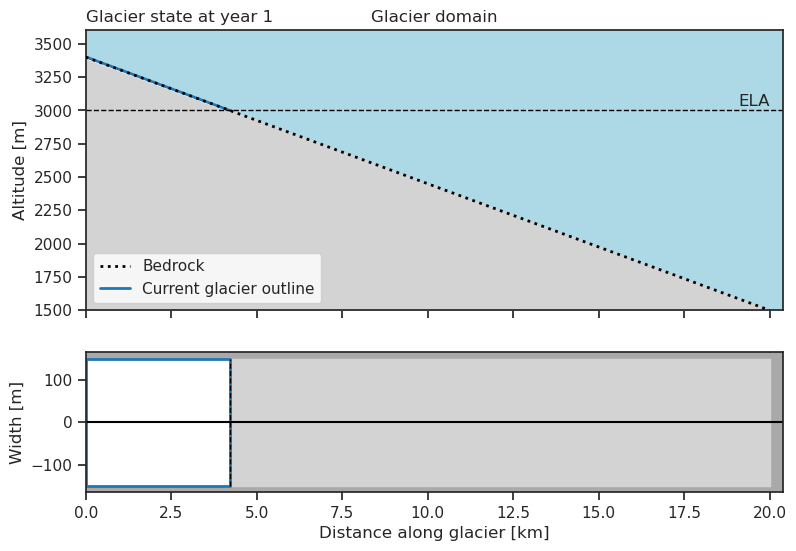 Glacier state at year 1
Glacier domain
3500
3250
3000
2750
2500
2250
2000
1750
1500
Altitude [m]
ELA
Bedrock
Current glacier outline
100
0
−100
Width [m]
0.0 2.5 5.0 7.5 10.0 12.5 15.0 17.5 20.0
Distance along glacier [km]